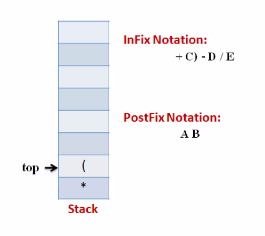 InFix Notation:
+ C) - D / E
PostFix Notation:
A B
top
(
*
Stack